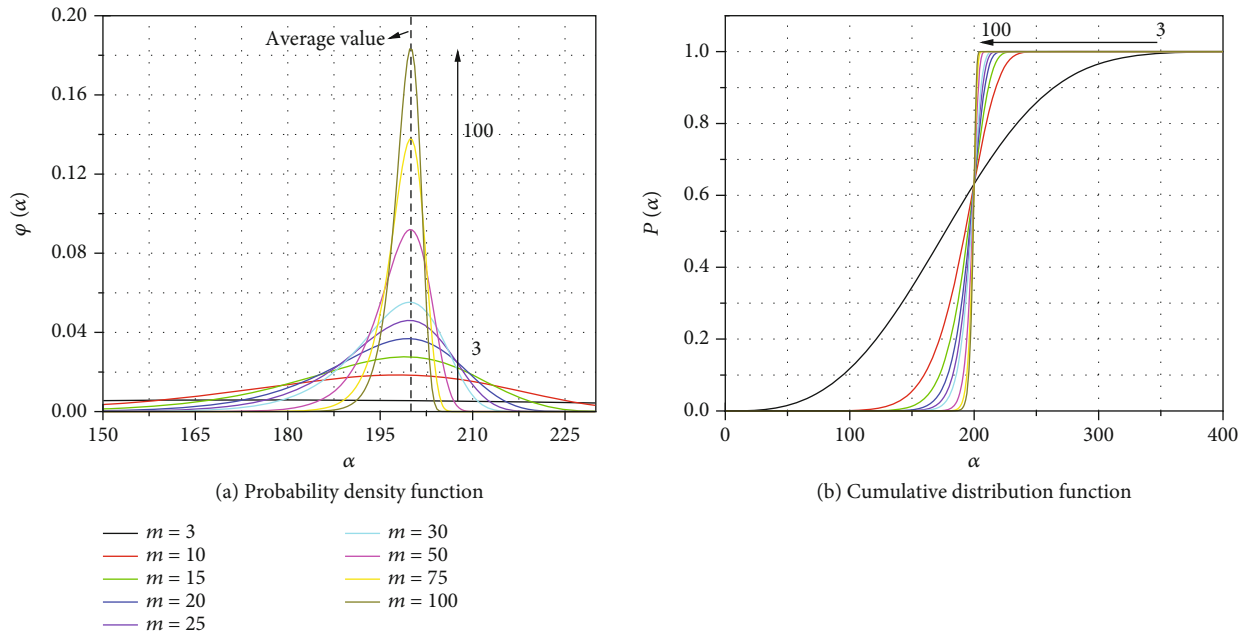 0.20
0.16
0.12
0.08
0.04
0.00
φ (α)
Average value
100
3
150
165
180
195
210
225
α
(a) Probability density function
1.0
0.8
0.6
0.4
0.2
0.0
P (α)
100
3
0
100
200
300
400
α
(b) Cumulative distribution function
m = 3
m = 10
m = 15
m = 20
m = 25
m = 30
m = 50
m = 75
m = 100